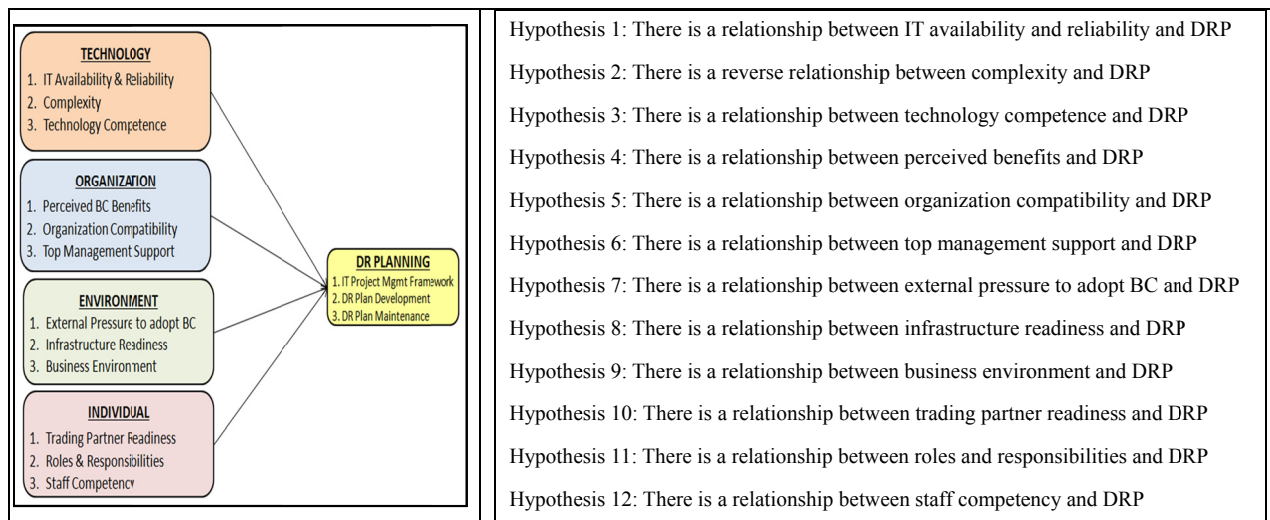 TECHNOLOGY
1. IT Availability & Reliability
2. Complexity
3. Technology Competence
ORGANIZATION
1. Perceived BC Benefits
2. Organization Compatibility
3. Top Management Support
ENVIRONMENT
1. External Pressure to adopt BC
2. Infrastructure Readiness
3. Business Environment
INDIVIDUAL
1. Trading Partner Readiness
2. Roles & Responsibilities
3. Staff Competency
DR PLANNING
1. IT Project Mgmt Framework
2. DR Plan Development
3. DR Plan Maintenance
Hypothesis 1: There is a relationship between IT availability and reliability and DRP
Hypothesis 2: There is a reverse relationship between complexity and DRP
Hypothesis 3: There is a relationship between technology competence and DRP
Hypothesis 4: There is a relationship between perceived benefits and DRP
Hypothesis 5: There is a relationship between organization compatibility and DRP
Hypothesis 6: There is a relationship between top management support and DRP
Hypothesis 7: There is a relationship between external pressure to adopt BC and DRP
Hypothesis 8: There is a relationship between infrastructure readiness and DRP
Hypothesis 9: There is a relationship between business environment and DRP
Hypothesis 10: There is a relationship between trading partner readiness and DRP
Hypothesis 11: There is a relationship between roles and responsibilities and DRP
Hypothesis 12: There is a relationship between staff competency and DRP